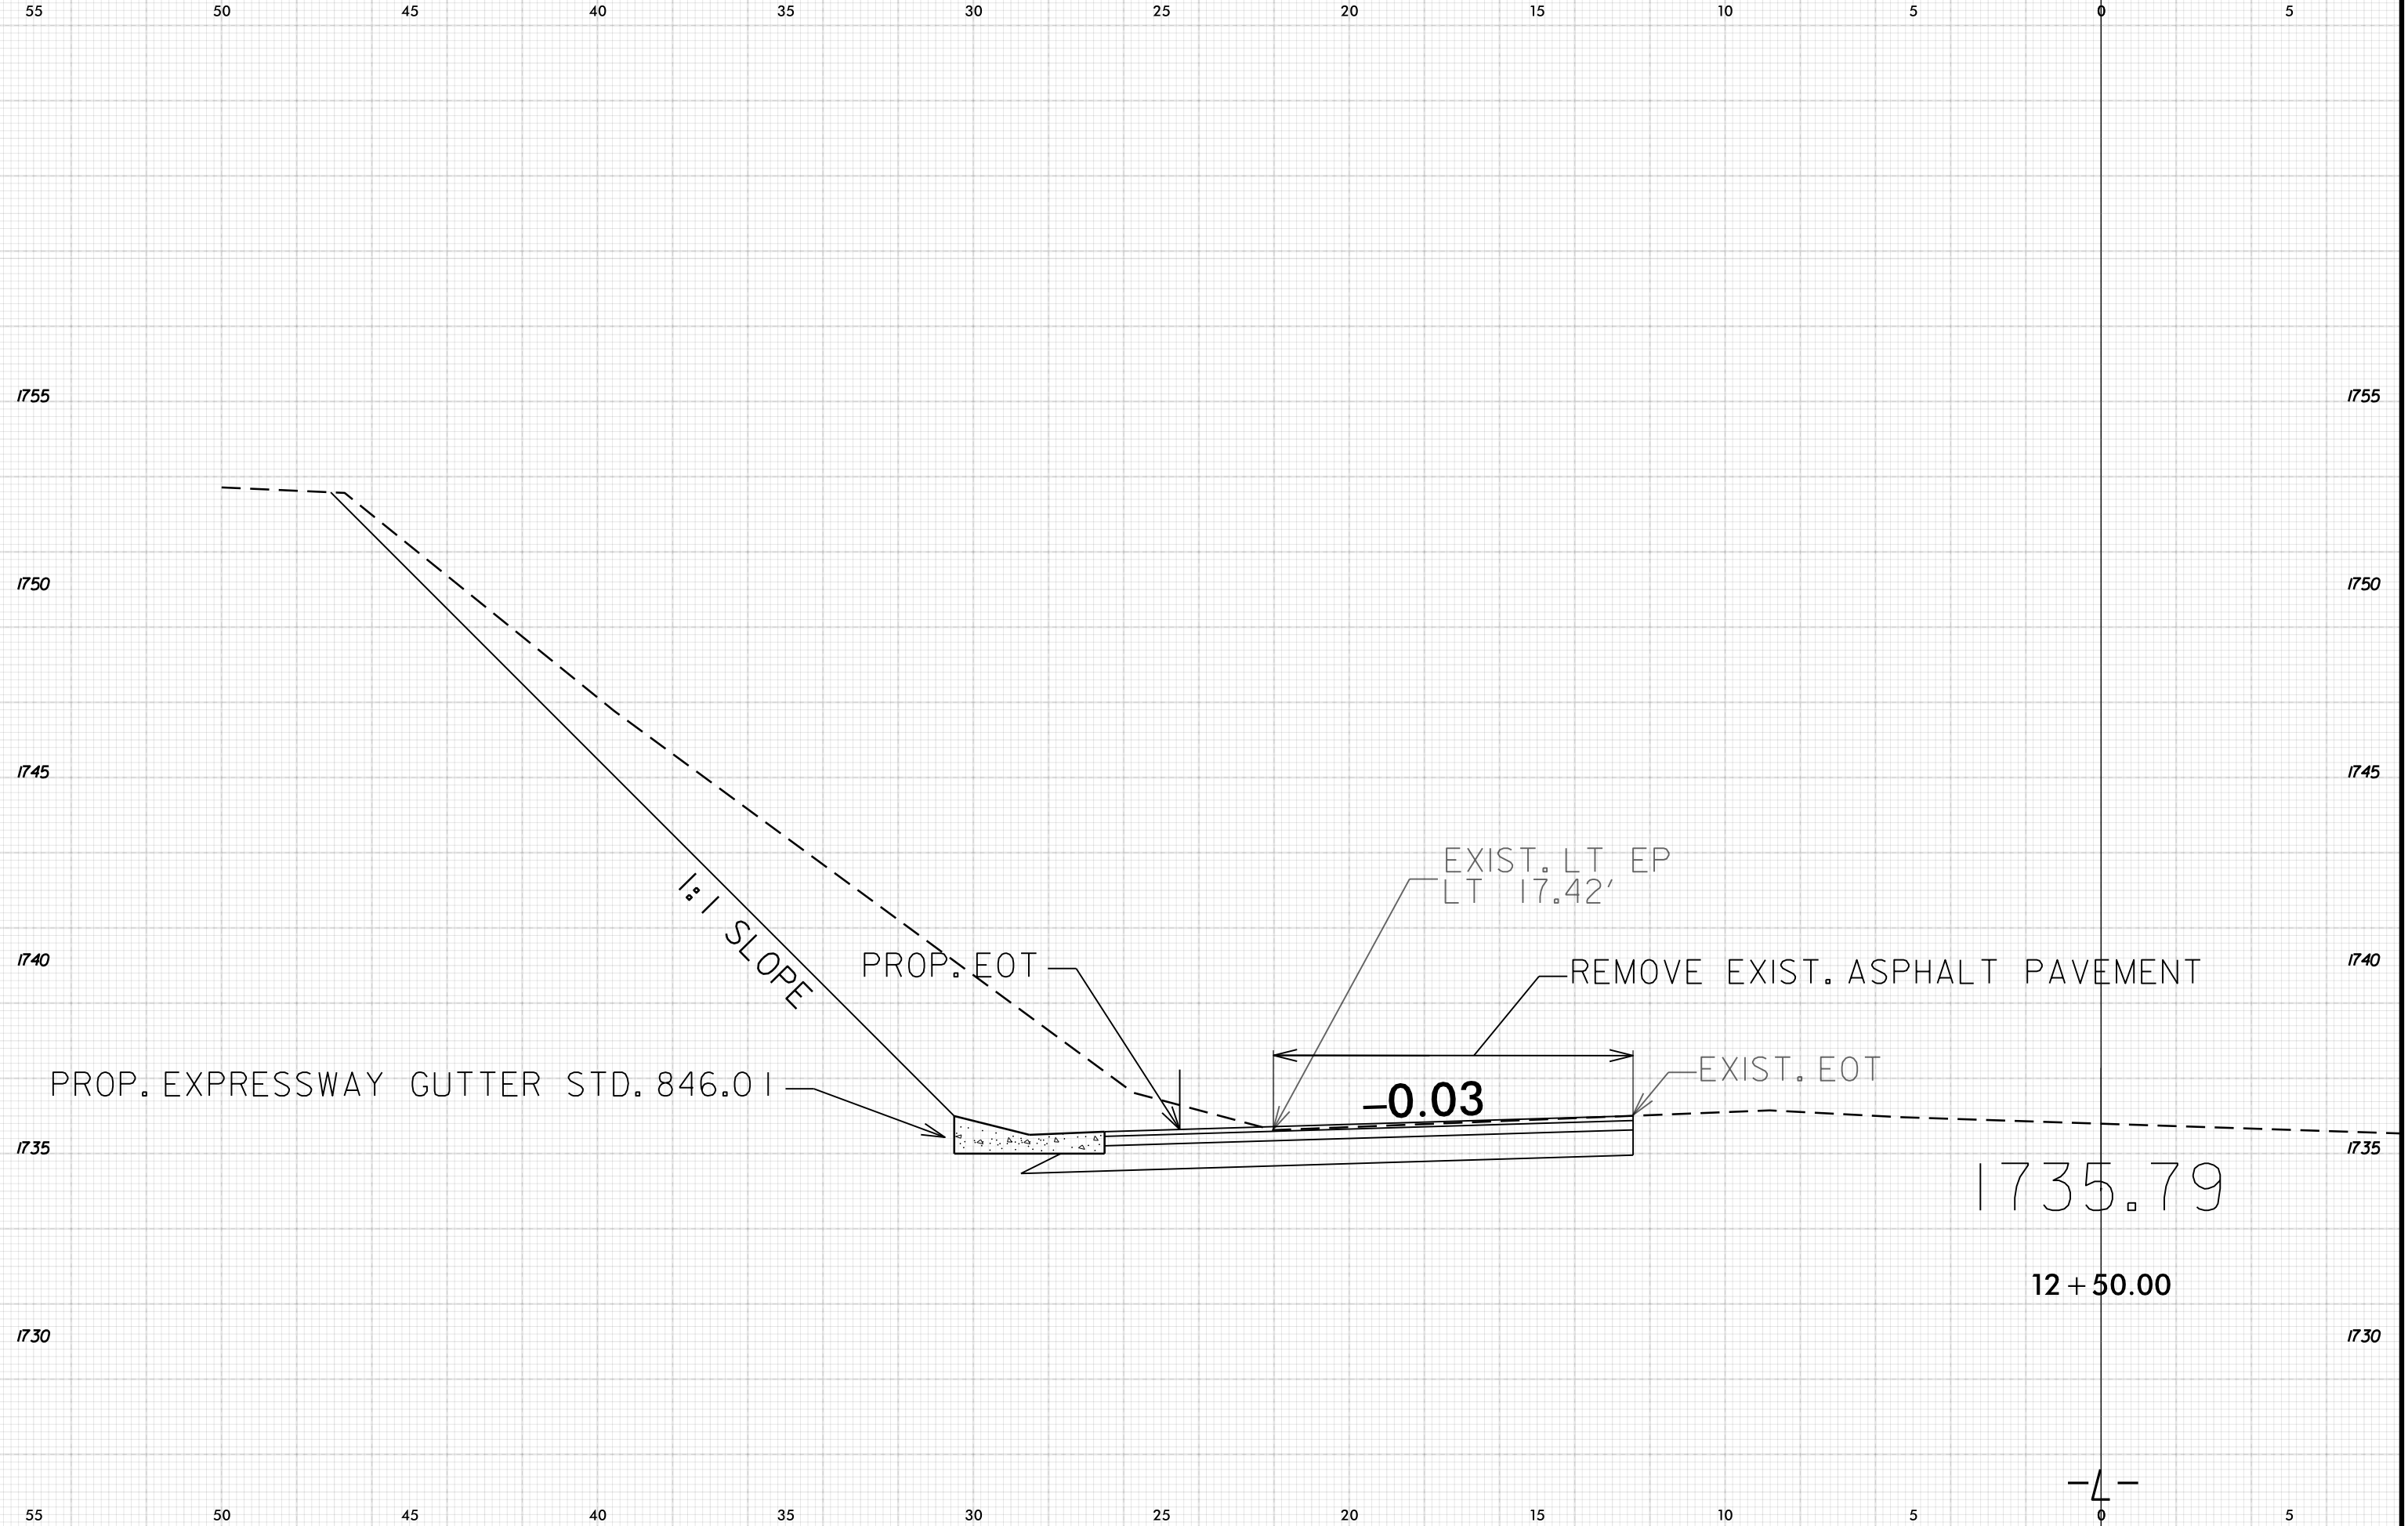 55 50 45 40 35 30 25 20 15 10 5 0 5
1755 1755
1750 1750
1745 1745
EXIST. LT EP
LT 17.42'
1:1 SLOPE
1740 PROP. EOT REMOVE EXIST. ASPHALT PAVEMENT 1740
EXIST. EOT
PROP. EXPRESSWAY GUTTER STD. 846.01
-0.03
1735 1735
1735.79
12+50.00
1730 1730
-L-
55 50 45 40 35 30 25 20 15 10 5 0 5